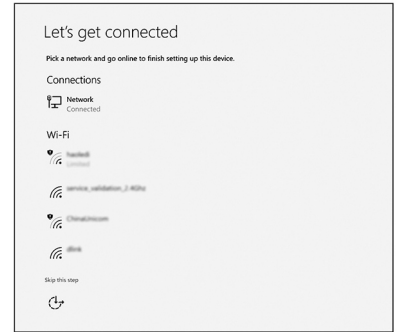 Let's get connected
Pick a network and go online to finish setting up this device.
Connections
Network
Connected
Wi-Fi
Limited
service_validation_2.4Ghz
ChinaUnicom
dlink
Skip this step